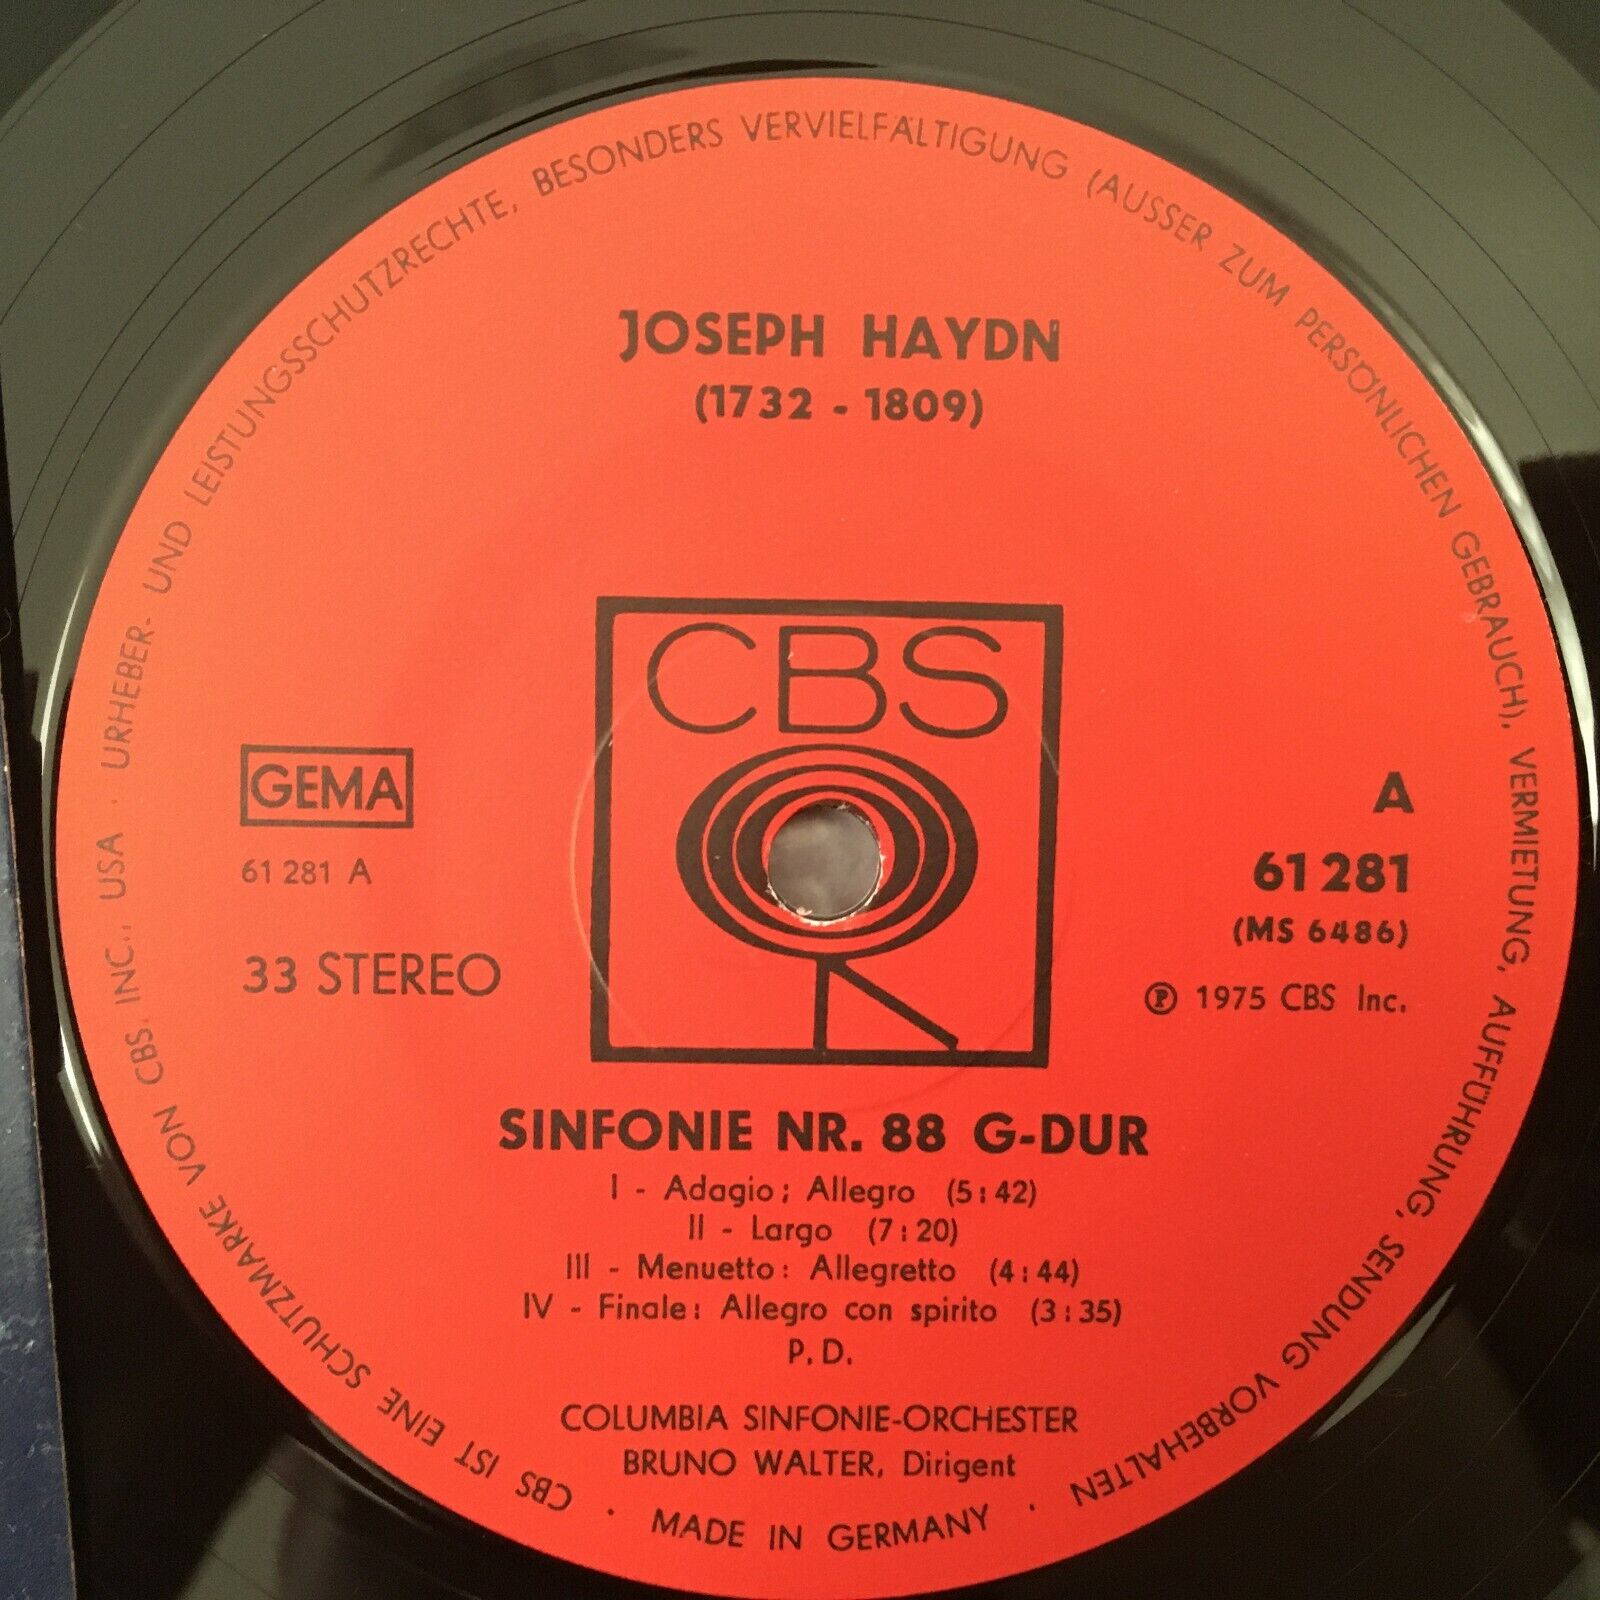 JOSEPH HAYDN
(1732 - 1809)
CBS
GEMA
61 281 A
33 STEREO
A
61 281
(MS 6486)
℗ 1975 CBS Inc.
SINFONIE NR. 88 G-DUR
I - Adagio; Allegro (5:42)
II - Largo (7:20)
III - Menuetto: Allegretto (4:44)
IV - Finale: Allegro con spirito (3:35)
P.D.
COLUMBIA SINFONIE-ORCHESTER
BRUNO WALTER, Dirigent
CBS IST EINE SCHUTZMARKE VON CBS, INC., USA · URHEBER- UND LEISTUNGSSCHUTZRECHTE, BESONDERS VERVIELFÄLTIGUNG (AUSSER ZUM PERSÖNLICHEN GEBRAUCH), VERMIETUNG, AUFFÜHRUNG, SENDUNG VORBEHALTEN · MADE IN GERMANY ·